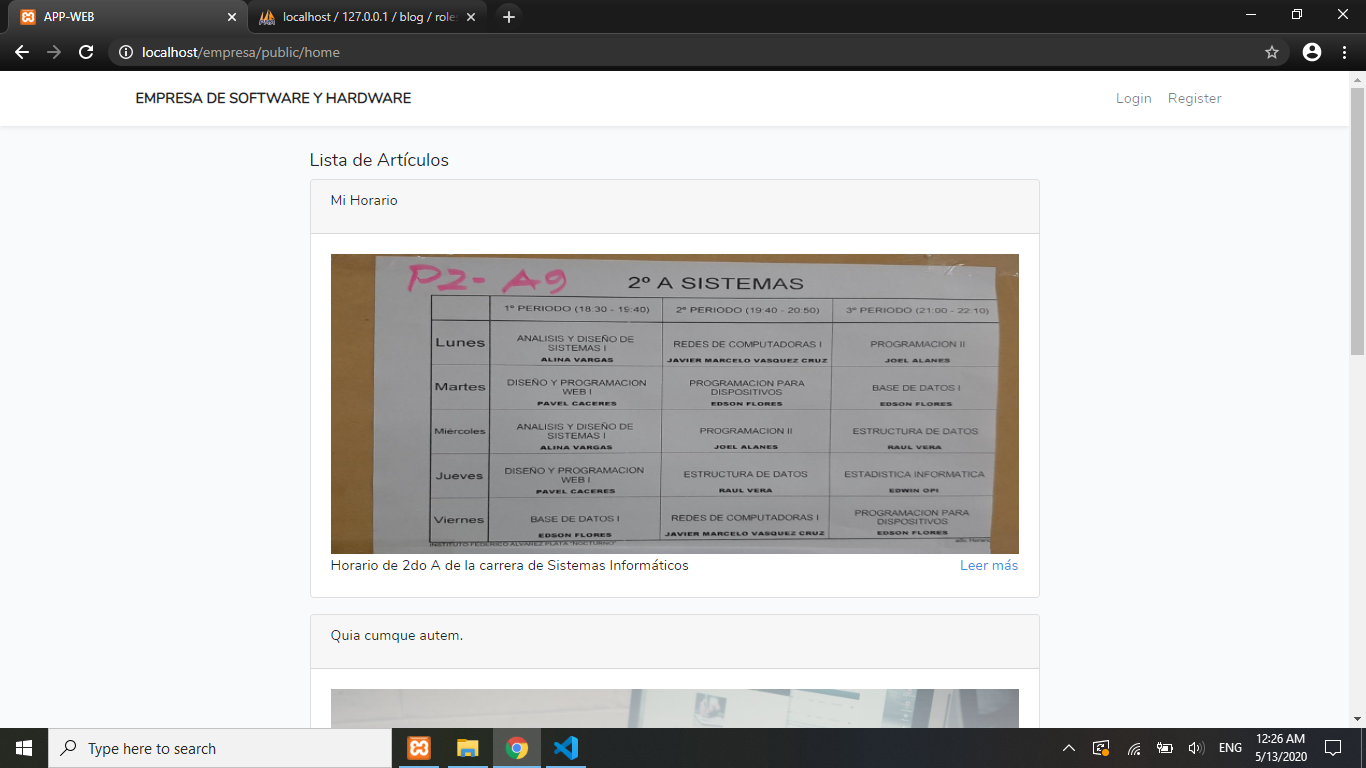 APP-WEB
localhost / 127.0.0.1 / blog / role
localhost/empresa/public/home
EMPRESA DE SOFTWARE Y HARDWARE
Login Register
Lista de Artículos
Mi Horario
P2- A9
2º A SISTEMAS
1º PERIODO (18:30 - 19:40) 2º PERIODO (19:40 - 20:50) 3º PERIODO (21:00 - 22:10)
Lunes
ANALISIS Y DISEÑO DE
SISTEMAS I
ALINA VARGAS
REDES DE COMPUTADORAS I
JAVIER MARCELO VASQUEZ CRUZ
PROGRAMACION II
JOEL ALANES
Martes
DISEÑO Y PROGRAMACION
WEB I
PAVEL CACERES
PROGRAMACION PARA
DISPOSITIVOS
EDSON FLORES
BASE DE DATOS I
EDSON FLORES
Miercoles
ANALISIS Y DISEÑO DE
SISTEMAS I
ALINA VARGAS
PROGRAMACION II
JOEL ALANES
ESTRUCTURA DE DATOS
RAUL VERA
Jueves
DISEÑO Y PROGRAMACION
WEB I
PAVEL CACERES
ESTRUCTURA DE DATOS
RAUL VERA
ESTADISTICA INFORMATICA
EDWIN OPI
Viernes
BASE DE DATOS I
EDSON FLORES
REDES DE COMPUTADORAS I
JAVIER MARCELO VASQUEZ CRUZ
PROGRAMACION PARA
DISPOSITIVOS
EDSON FLORES
INSTITUTO FEDERICO ALVAREZ PLATA "NOCTURNO"
Horario de 2do A de la carrera de Sistemas Informáticos Leer más
Quia cumque autem.
Type here to search
ENG
12:26 AM
5/13/2020